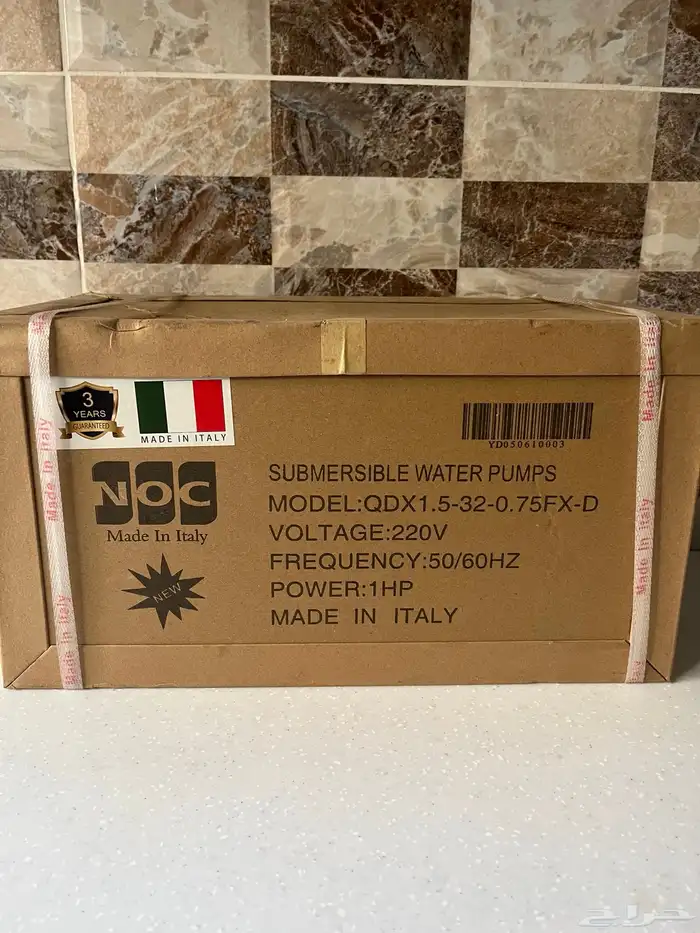 3
YEARS
GUARANTEED
MADE IN ITALY
YD050610003
NOC
Made In Italy
NEW
SUBMERSIBLE WATER PUMPS
MODEL:QDX1.5-32-0.75FX-D
VOLTAGE:220V
FREQUENCY:50/60HZ
POWER:1HP
MADE IN ITALY
Made in Italy
Made in Italy
Made in Italy
Made in Italy
حراج